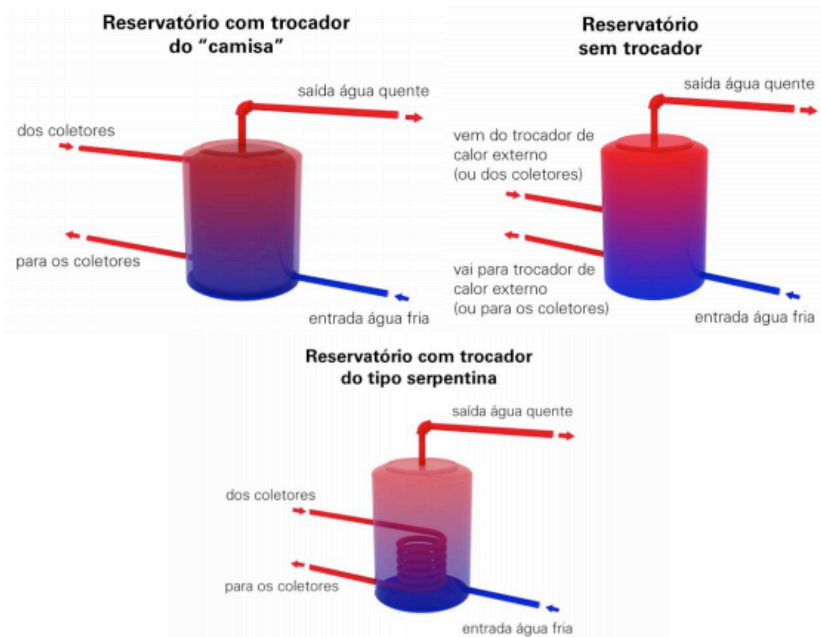 Reservatório com trocador
do “camisa”
saída água quente
dos coletores
para os coletores
entrada água fria
Reservatório
sem trocador
saída água quente
vem do trocador de
calor externo
(ou dos coletores)
vai para trocador de
calor externo
(ou para os coletores)
entrada água fria
Reservatório com trocador
do tipo serpentina
saída água quente
dos coletores
para os coletores
entrada água fria